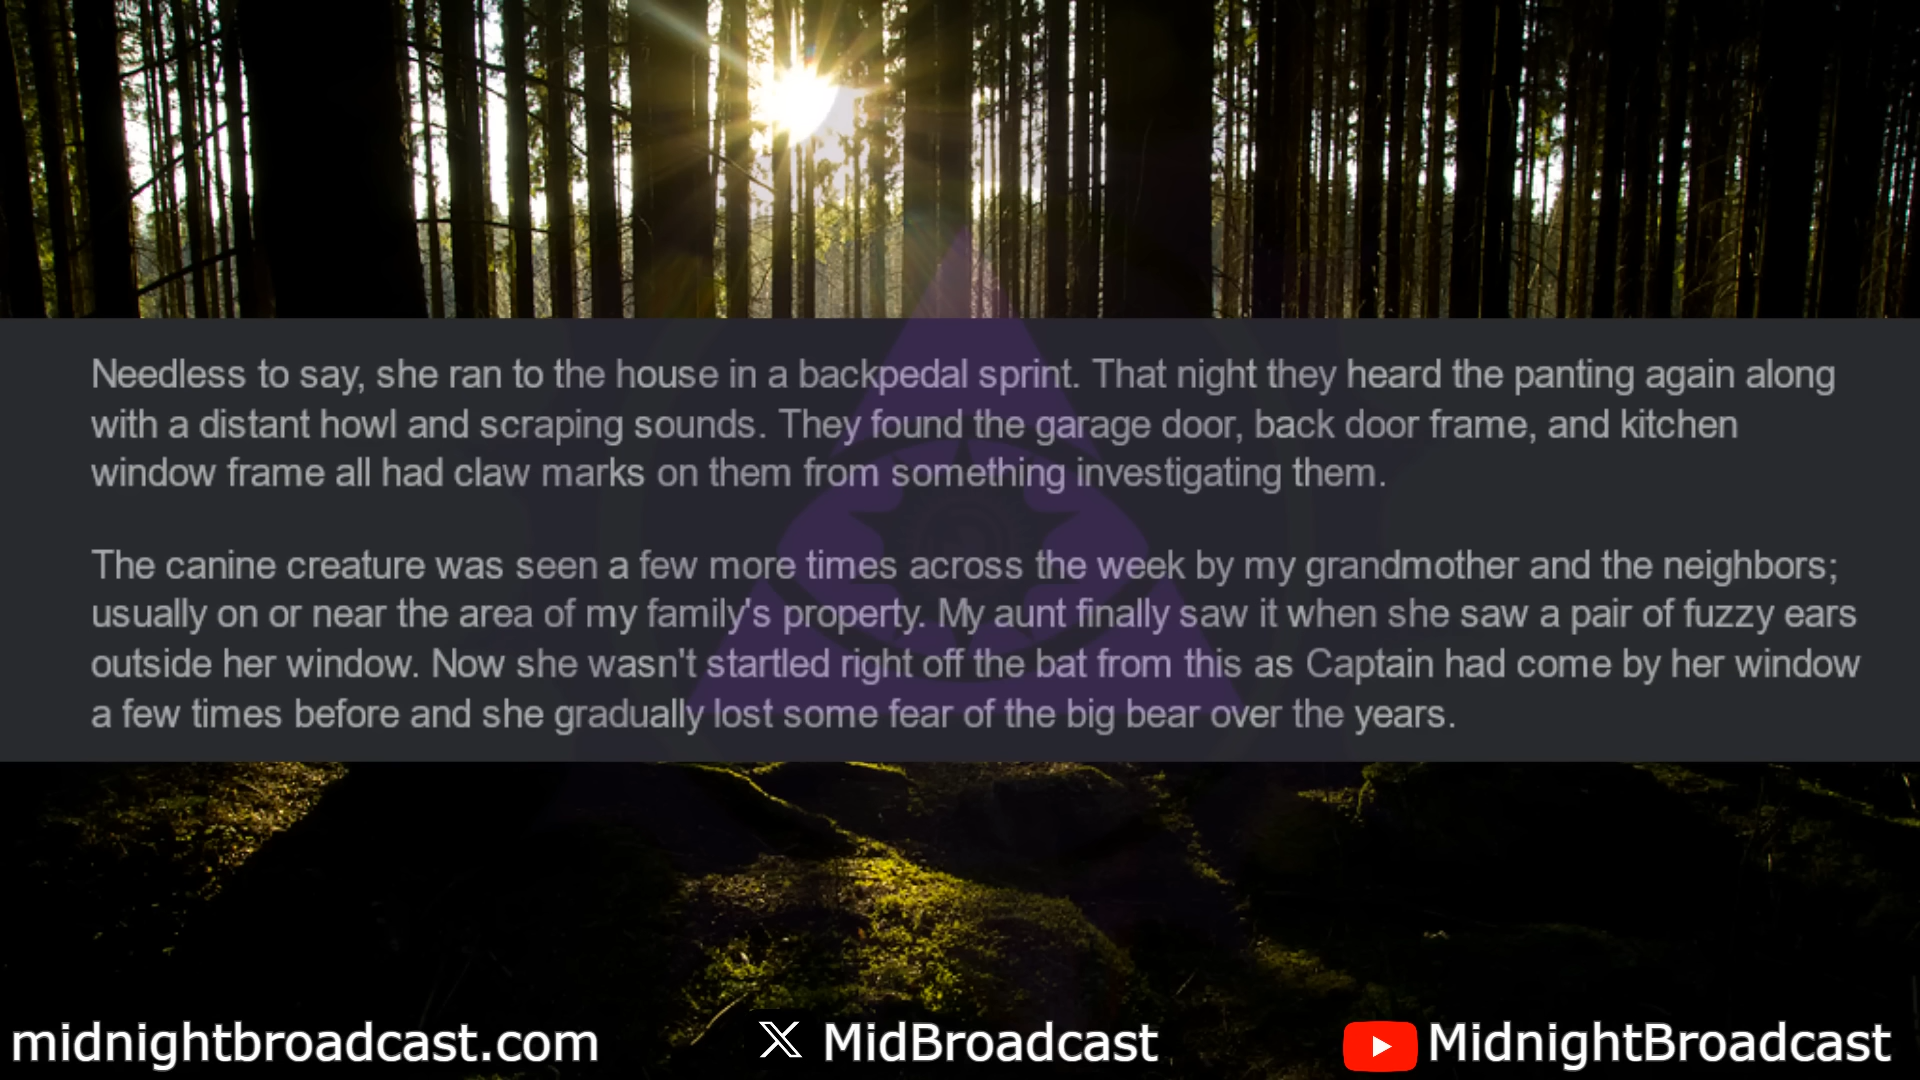 Needless to say, she ran to the house in a backpedal sprint. That night they heard the panting again along
with a distant howl and scraping sounds. They found the garage door, back door frame, and kitchen
window frame all had claw marks on them from something investigating them.
The canine creature was seen a few more times across the week by my grandmother and the neighbors;
usually on or near the area of my family's property. My aunt finally saw it when she saw a pair of fuzzy ears
outside her window. Now she wasn't startled right off the bat from this as Captain had come by her window
a few times before and she gradually lost some fear of the big bear over the years.
midnightbroadcast.com
MidBroadcast
MidnightBroadcast